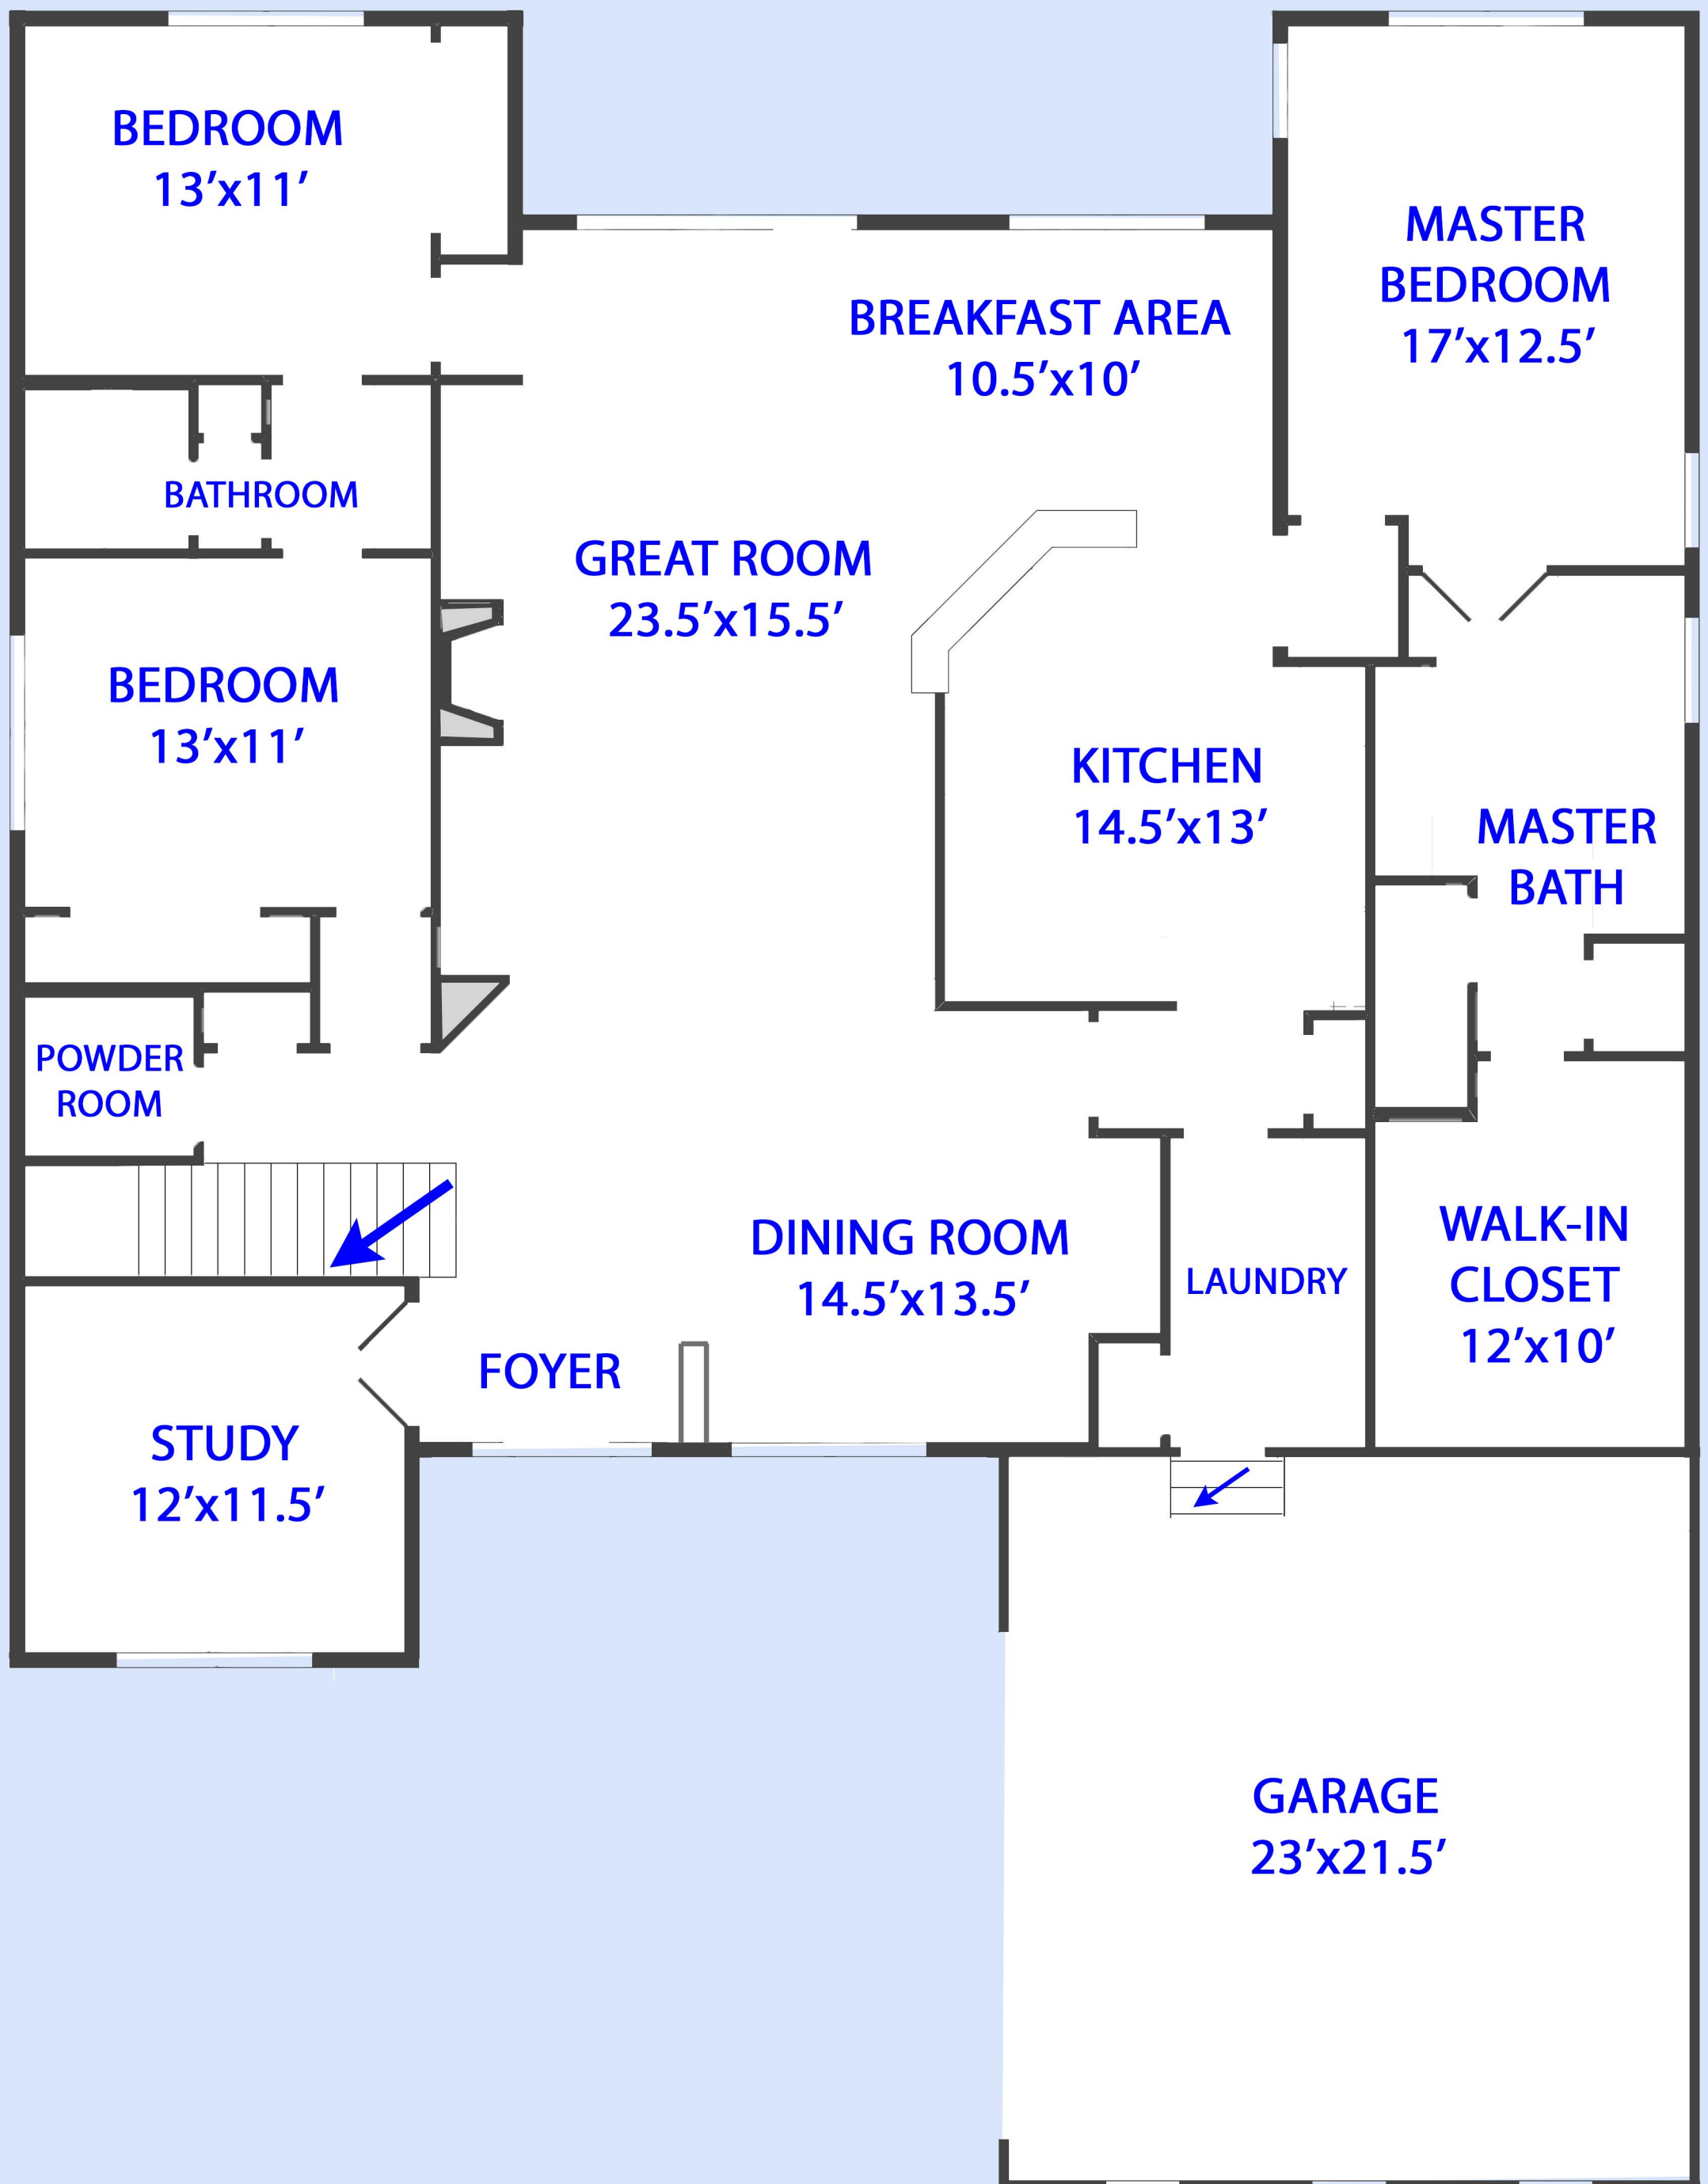 BEDROOM
13’x11’
MASTER
BEDROOM
17’x12.5’
BREAKFAST AREA
10.5’x10’
BATHROOM
GREAT ROOM
23.5’x15.5’
BEDROOM
13’x11’
KITCHEN
14.5’x13’
MASTER
BATH
POWDER
ROOM
DINING ROOM
14.5’x13.5’
LAUNDRY
WALK-IN
CLOSET
12’x10’
FOYER
STUDY
12’x11.5’
GARAGE
23’x21.5’